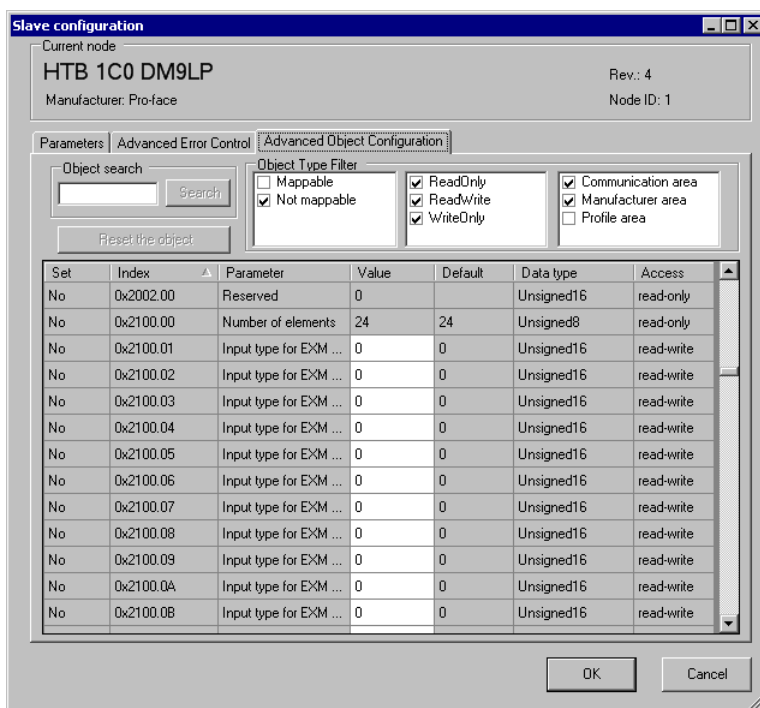 Slave configuration
Current node
HTB 1C0 DM9LP
Rev.: 4
Manufacturer: Pro-face
Node ID: 1
Parameters Advanced Error Control Advanced Object Configuration
Object search
Search
Reset the object
Object Type Filter
Mappable
Not mappable
ReadOnly
ReadWrite
WriteOnly
Communication area
Manufacturer area
Profile area
Set Index Parameter Value Default Data type Access
No 0x2002.00 Reserved 0 Unsigned16 read-only
No 0x2100.00 Number of elements 24 24 Unsigned8 read-only
No 0x2100.01 Input type for EXM ... 0 0 Unsigned16 read-write
No 0x2100.02 Input type for EXM ... 0 0 Unsigned16 read-write
No 0x2100.03 Input type for EXM ... 0 0 Unsigned16 read-write
No 0x2100.04 Input type for EXM ... 0 0 Unsigned16 read-write
No 0x2100.05 Input type for EXM ... 0 0 Unsigned16 read-write
No 0x2100.06 Input type for EXM ... 0 0 Unsigned16 read-write
No 0x2100.07 Input type for EXM ... 0 0 Unsigned16 read-write
No 0x2100.08 Input type for EXM ... 0 0 Unsigned16 read-write
No 0x2100.09 Input type for EXM ... 0 0 Unsigned16 read-write
No 0x2100.0A Input type for EXM ... 0 0 Unsigned16 read-write
No 0x2100.0B Input type for EXM ... 0 0 Unsigned16 read-write
OK Cancel